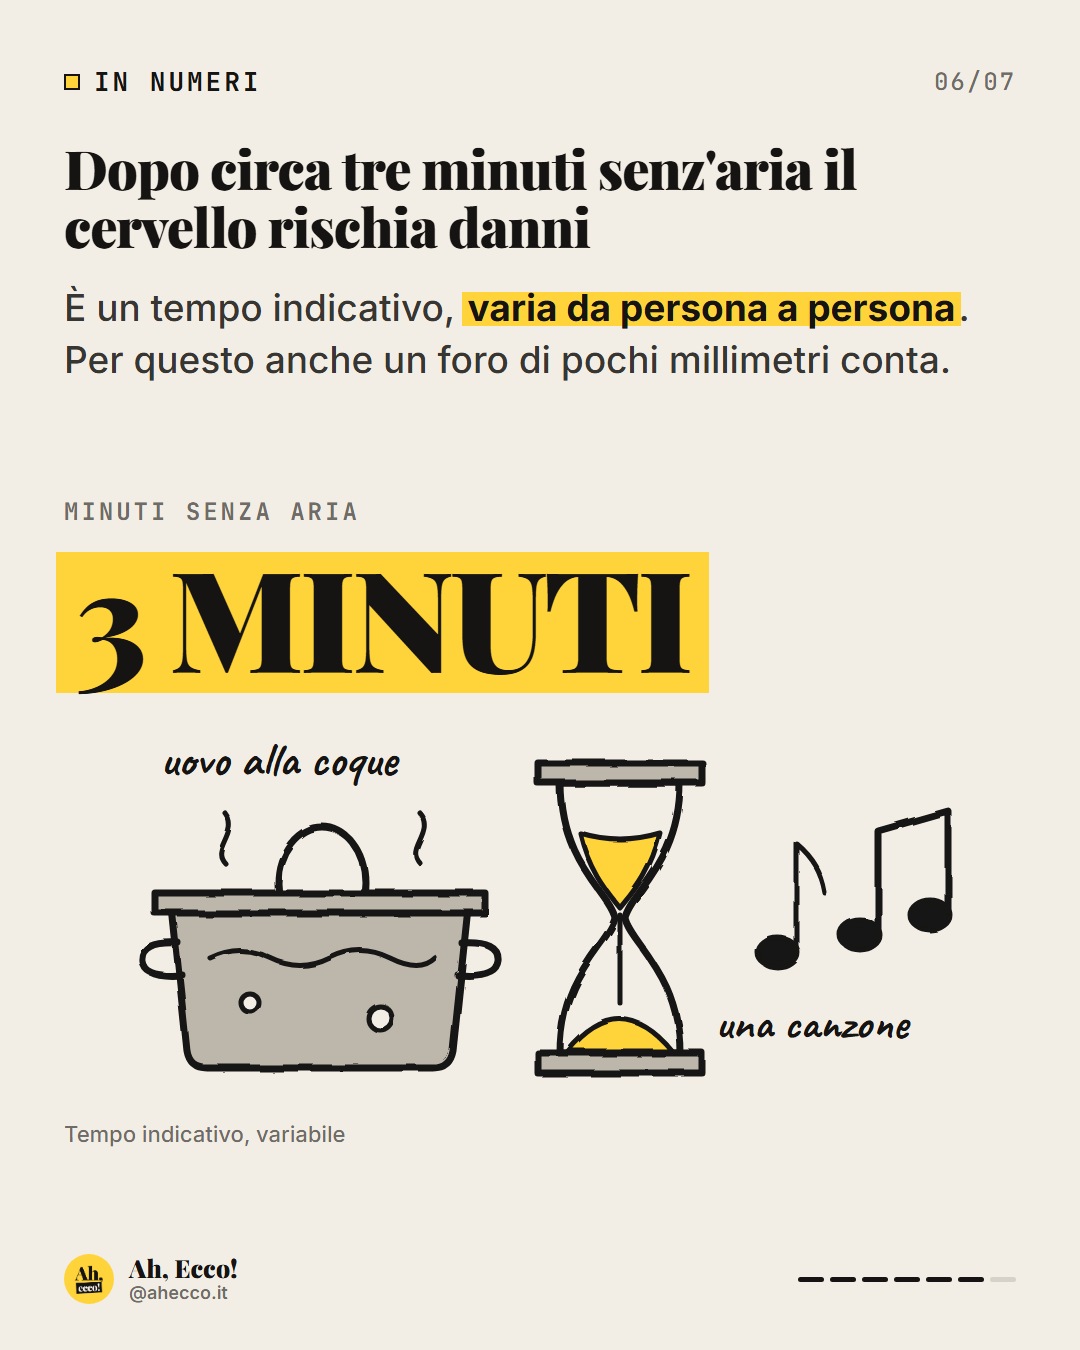 IN NUMERI
06/07
Dopo circa tre minuti senz'aria il
cervello rischia danni
È un tempo indicativo, varia da persona a persona.
Per questo anche un foro di pochi millimetri conta.
MINUTI SENZA ARIA
3 MINUTI
uovo alla coque
una canzone
Tempo indicativo, variabile
Ah,
ecco!
Ah, Ecco!
@ahecco.it